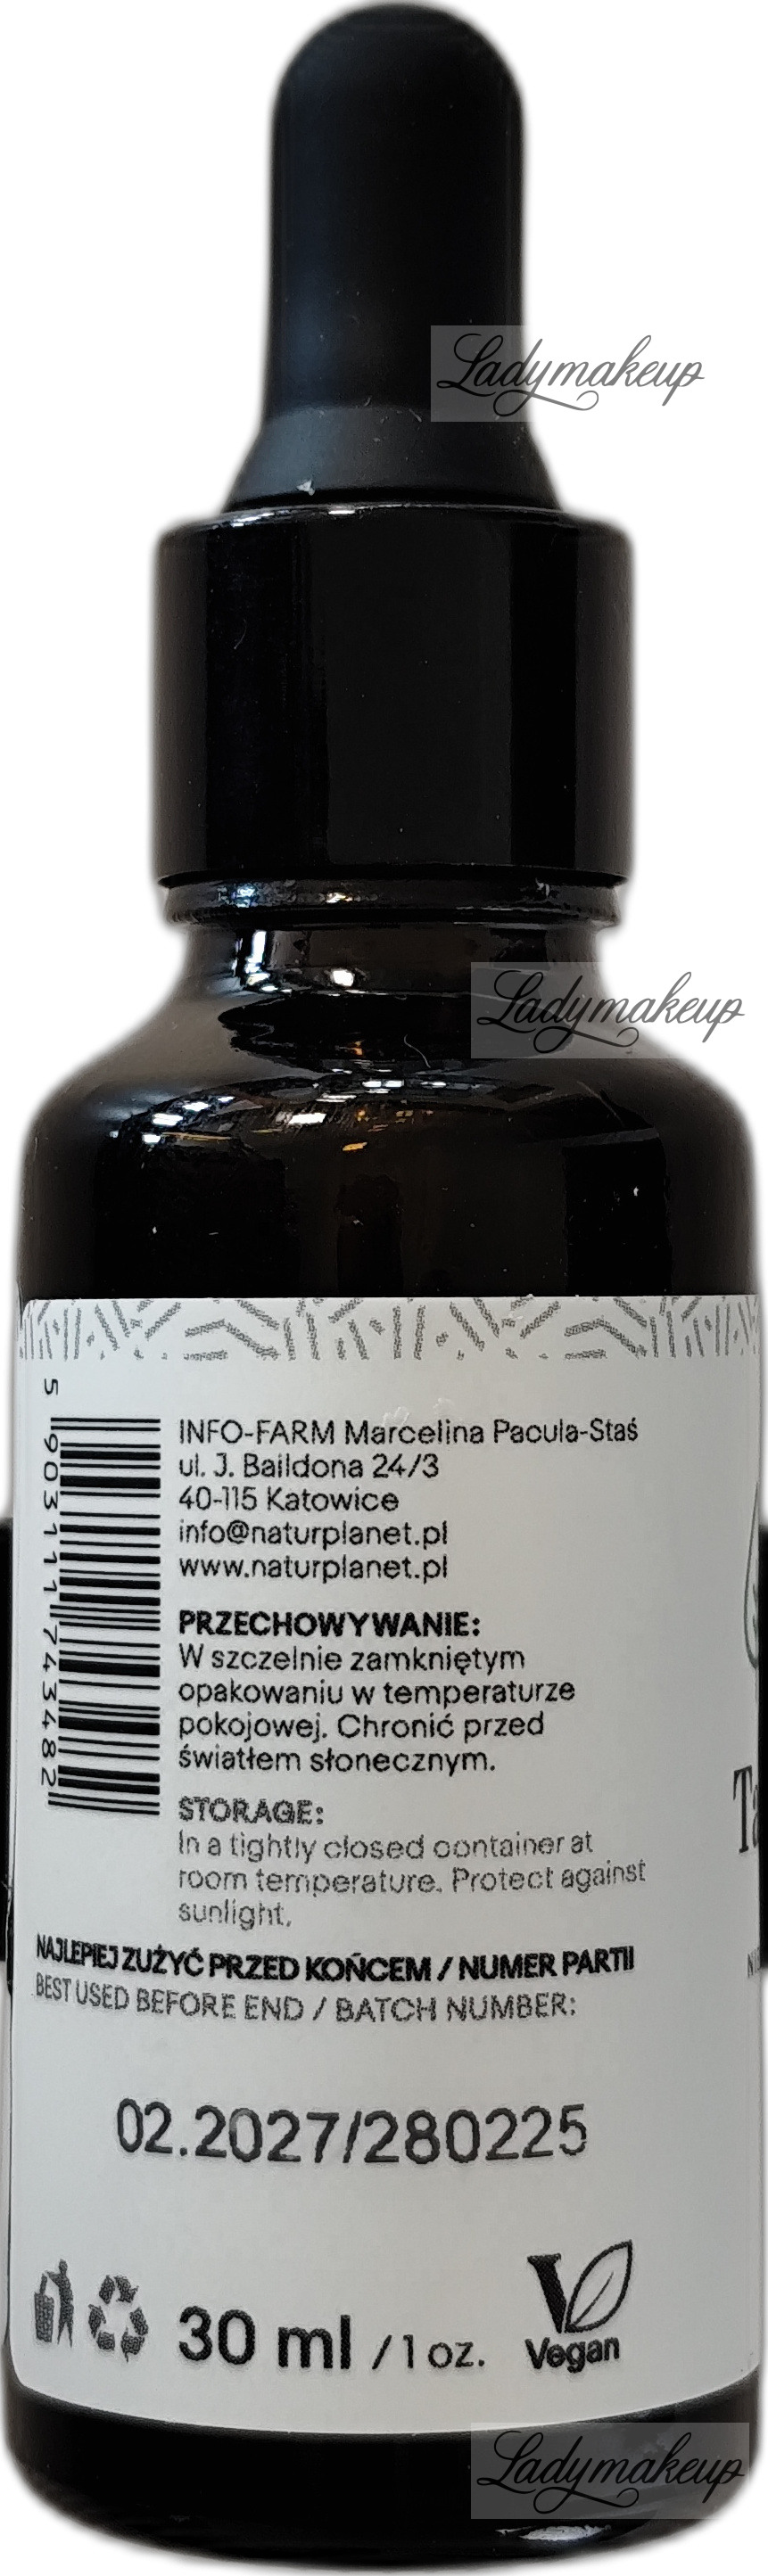 Ladymakeup
Ladymakeup
5 903111 743482
INFO-FARM Marcelina Pacula-Staś
ul. J. Baildona 24/3
40-115 Katowice
info@naturplanet.pl
www.naturplanet.pl
PRZECHOWYWANIE:
W szczelnie zamkniętym
opakowaniu w temperaturze
pokojowej. Chronić przed
światłem słonecznym.
STORAGE:
In a tightly closed container at
room temperature. Protect against
sunlight.
NAJLEPIEJ ZUŻYĆ PRZED KOŃCEM / NUMER PARTII
BEST USED BEFORE END / BATCH NUMBER:
02.2027/280225
30 ml / 1 oz.
Vegan
Ladymakeup